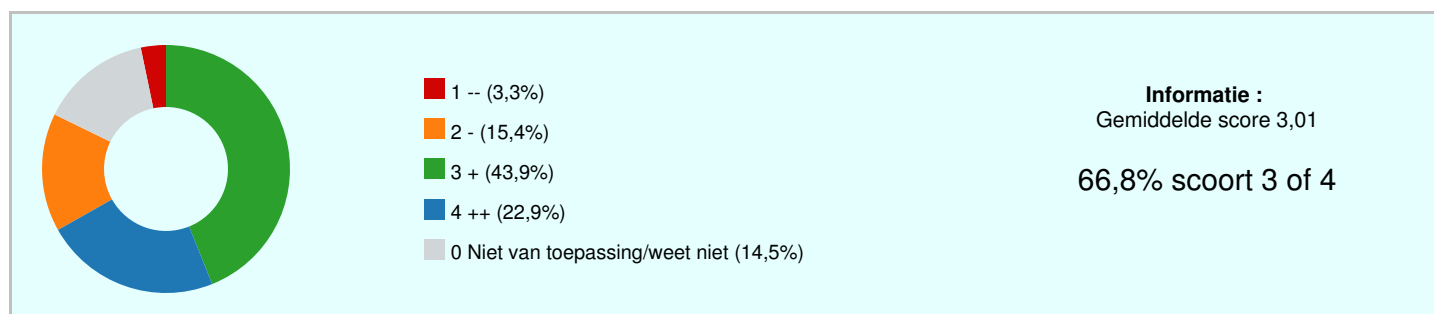 1 -- (3,3%)
2 - (15,4%)
3 + (43,9%)
4 ++ (22,9%)
0 Niet van toepassing/weet niet (14,5%)
Informatie :
Gemiddelde score 3,01
66,8% scoort 3 of 4